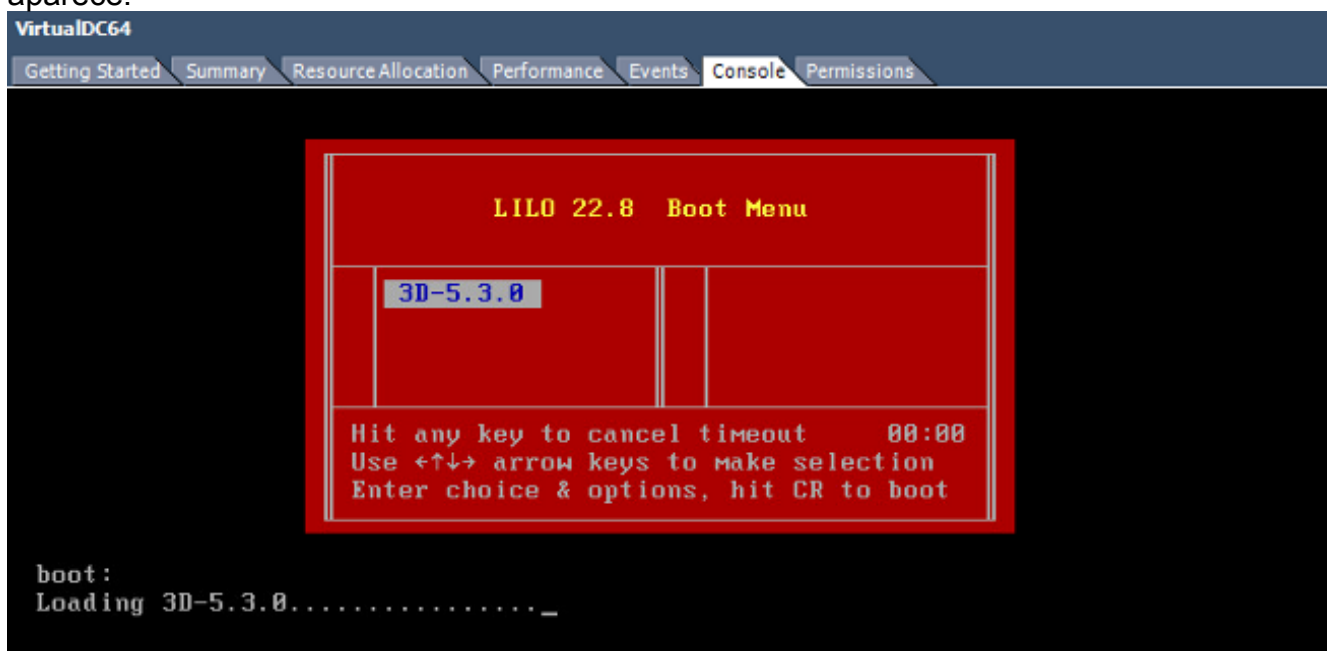 aparece.
VirtualDC64
Getting Started Summary Resource Allocation Performance Events Console Permissions
LILO 22.8 Boot Menu
3D-5.3.0
Hit any key to cancel timeout 00:00
Use ←↑↓→ arrow keys to make selection
Enter choice & options, hit CR to boot
boot:
Loading 3D-5.3.0................_